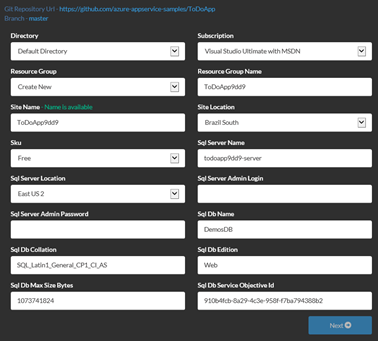 Git Repository Url - https://github.com/azure-appservice-samples/ToDoApp
Branch - master
Directory
Default Directory
Subscription
Visual Studio Ultimate with MSDN
Resource Group
Create New
Resource Group Name
ToDoApp9dd9
Site Name - Name is available
ToDoApp9dd9
Site Location
Brazil South
Sku
Free
Sql Server Name
todoapp9dd9-server
Sql Server Location
East US 2
Sql Server Admin Login
Sql Server Admin Password
Sql Db Name
DemosDB
Sql Db Collation
SQL_Latin1_General_CP1_CI_AS
Sql Db Edition
Web
Sql Db Max Size Bytes
1073741824
Sql Db Service Objective Id
910b4fcb-8a29-4c3e-958f-f7ba794388b2
Next